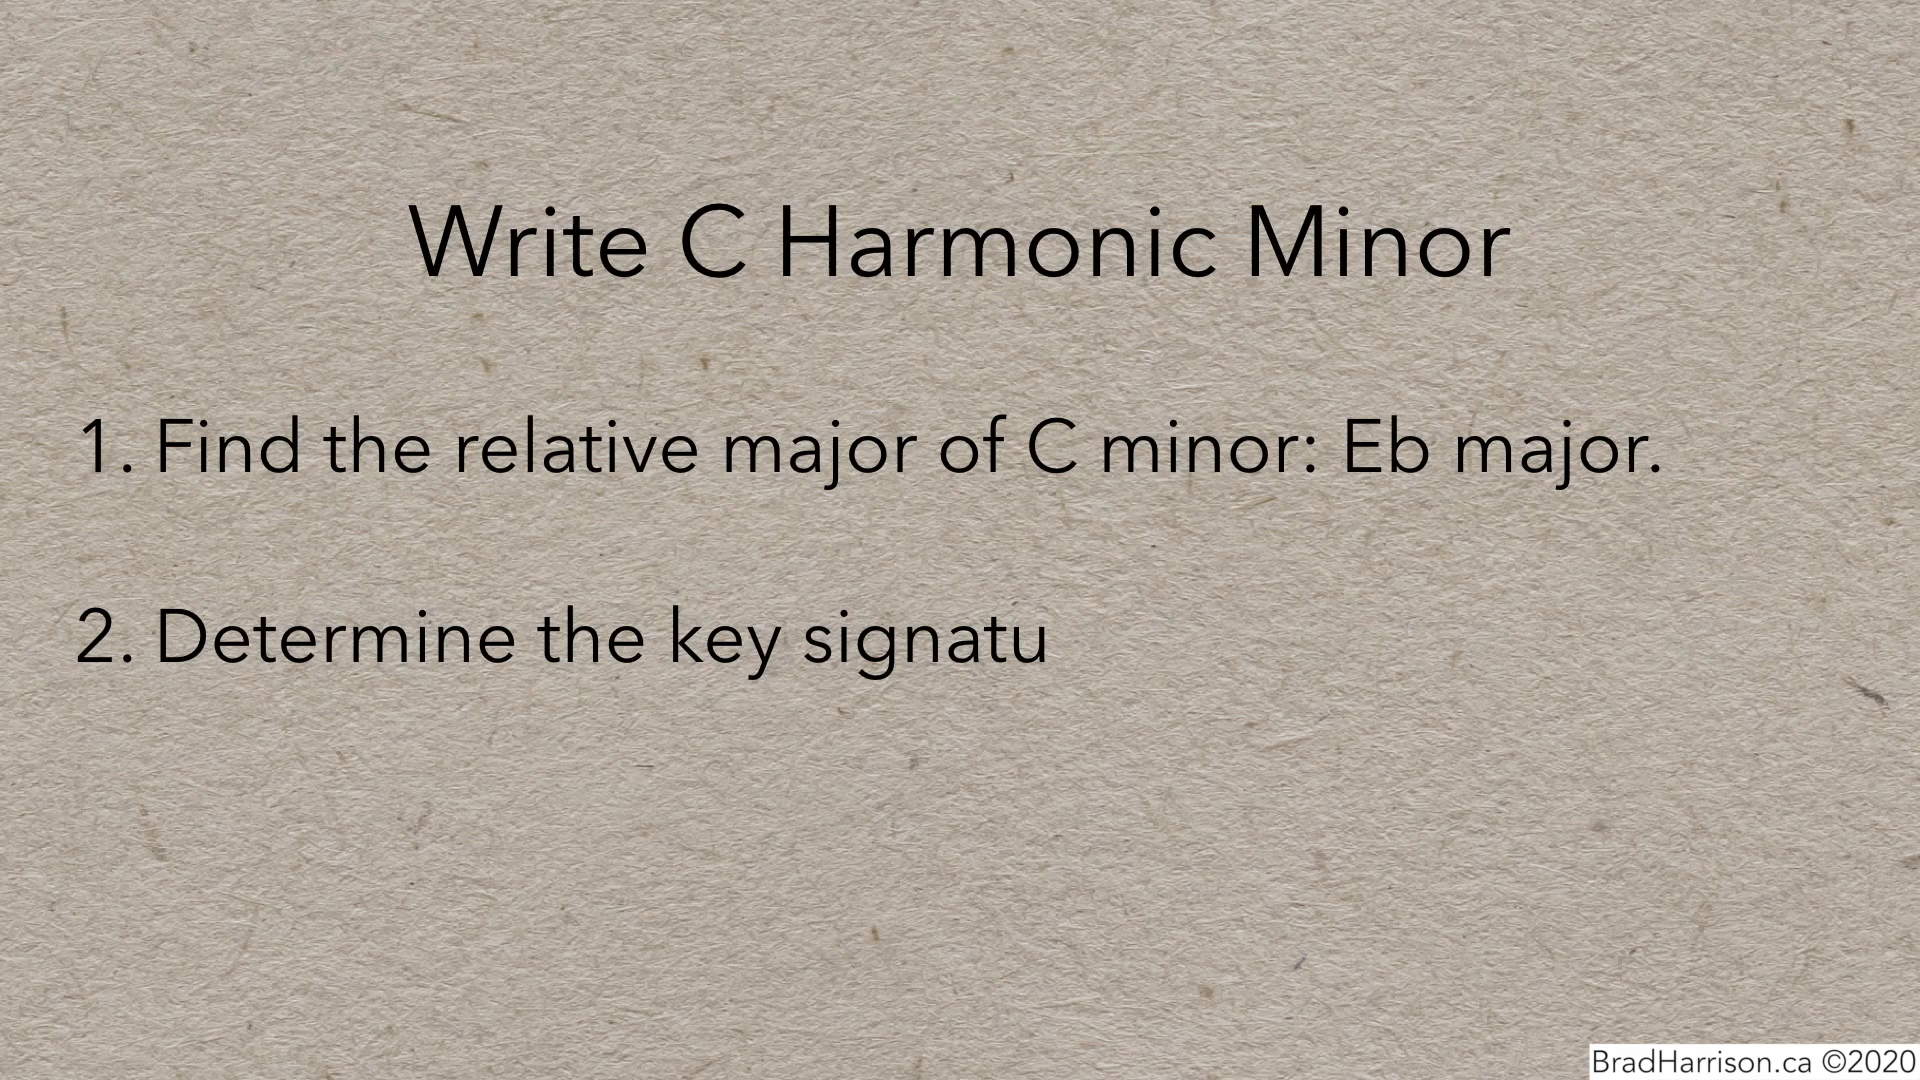 Write C Harmonic Minor
1. Find the relative major of C minor: Eb major.
2. Determine the key signatu
BradHarrison.ca ©2020